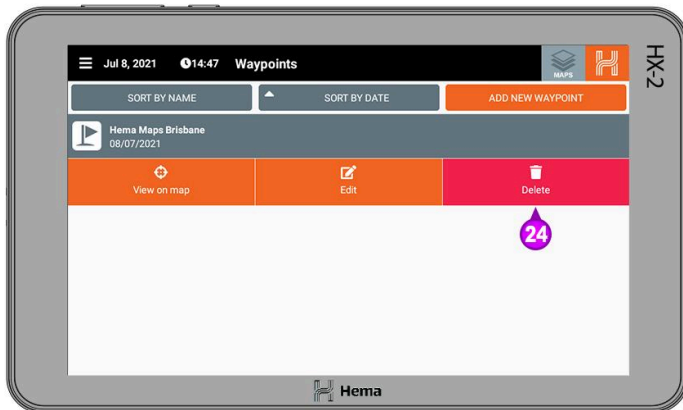 Jul 8, 2021 14:47 Waypoints
MAPS
HX-2
SORT BY NAME SORT BY DATE ADD NEW WAYPOINT
Hema Maps Brisbane
08/07/2021
View on map Edit Delete
24
Hema